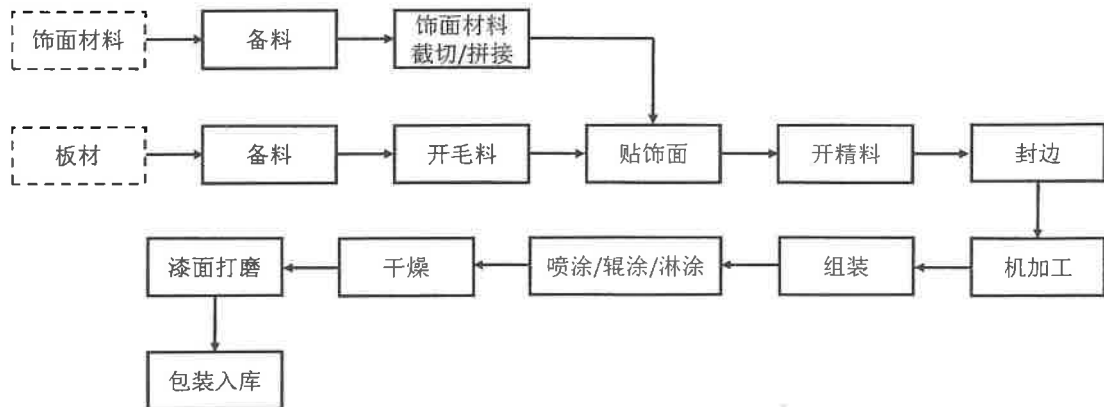 饰面材料
备料
饰面材料
截切/拼接
板材
备料
开毛料
贴饰面
开精料
封边
漆面打磨
干燥
喷涂/辊涂/淋涂
组装
机加工
包装入库